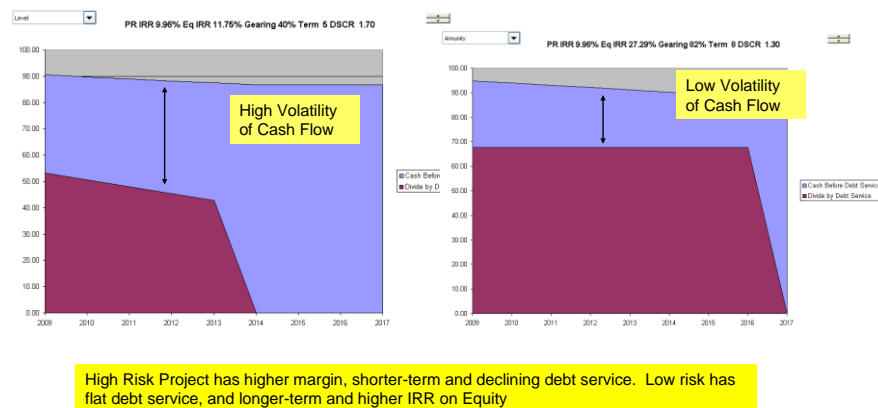 Level
PR IRR 9.96% Eq IRR 11.75% Gearing 40% Term 5 DSCR 1.70
100.00
90.00
80.00
70.00
60.00
50.00
40.00
30.00
20.00
10.00
0.00
2009 2010 2011 2012 2013 2014 2015 2016 2017
High Volatility
of Cash Flow
Cash Before
Divide by D
Annunity
PR IRR 9.96% Eq IRR 27.29% Gearing 82% Term 8 DSCR 1.30
100.00
90.00
80.00
70.00
60.00
50.00
40.00
30.00
20.00
10.00
0.00
2009 2010 2011 2012 2013 2014 2015 2016 2017
Low Volatility
of Cash Flow
Cash Before Debt Service
Divide by Debt Service
High Risk Project has higher margin, shorter-term and declining debt service. Low risk has
flat debt service, and longer-term and higher IRR on Equity